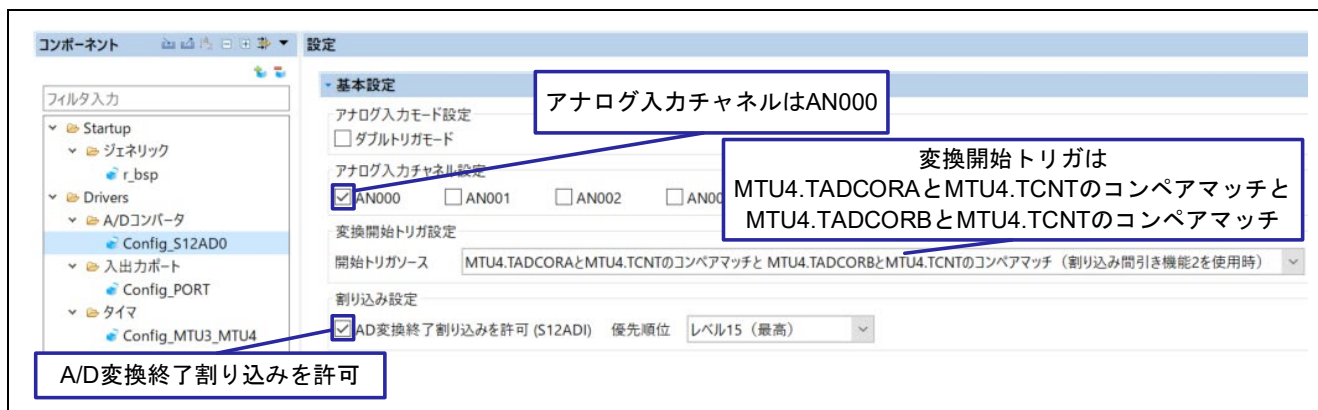 コンポーネント
設定
フィルタ入力
Startup
ジェネリック
r_bsp
Drivers
A/Dコンバータ
Config_S12AD0
入出力ポート
Config_PORT
タイマ
Config_MTU3_MTU4
基本設定
アナログ入力モード設定
ダブルトリガモード
アナログ入力チャネル設定
AN000 AN001 AN002
変換開始トリガ設定
開始トリガソース MTU4.TADCORAとMTU4.TCNTのコンペアマッチと MTU4.TADCORBとMTU4.TCNTのコンペアマッチ（割り込み間引き機能2を使用時）
割り込み設定
AD変換終了割り込みを許可 (S12ADI) 優先順位 レベル15（最高）
アナログ入力チャネルはAN000
変換開始トリガは
MTU4.TADCORAとMTU4.TCNTのコンペアマッチと
MTU4.TADCORBとMTU4.TCNTのコンペアマッチ
A/D変換終了割り込みを許可